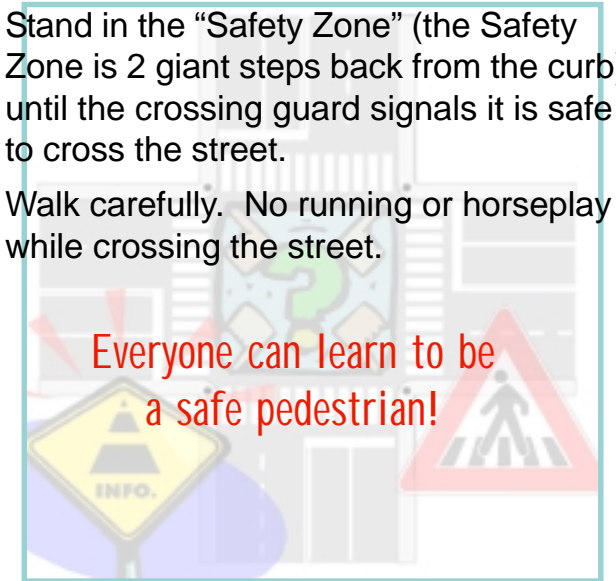 Stand in the “Safety Zone” (the Safety
Zone is 2 giant steps back from the curb)
until the crossing guard signals it is safe
to cross the street.
Walk carefully.  No running or horseplay
while crossing the street.
Everyone can learn to be
a safe pedestrian!
INFO.